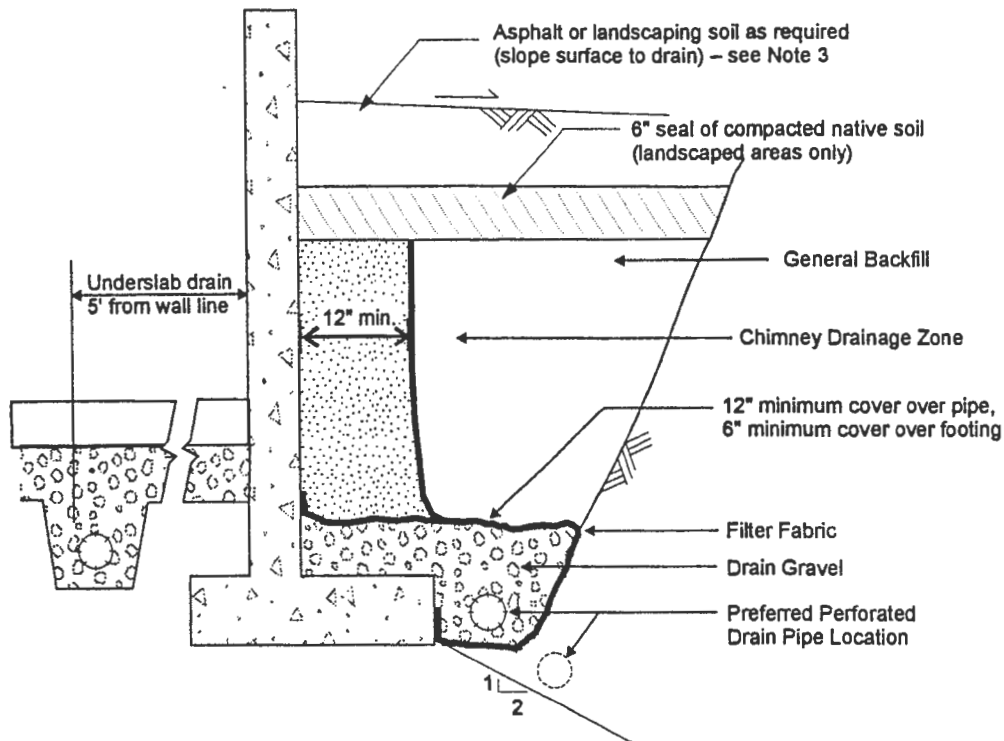 Asphalt or landscaping soil as required
(slope surface to drain) – see Note 3
6" seal of compacted native soil
(landscaped areas only)
General Backfill
Underslab drain
5' from wall line
12" min.
Chimney Drainage Zone
12" minimum cover over pipe,
6" minimum cover over footing
Filter Fabric
Drain Gravel
Preferred Perforated
Drain Pipe Location
1
2